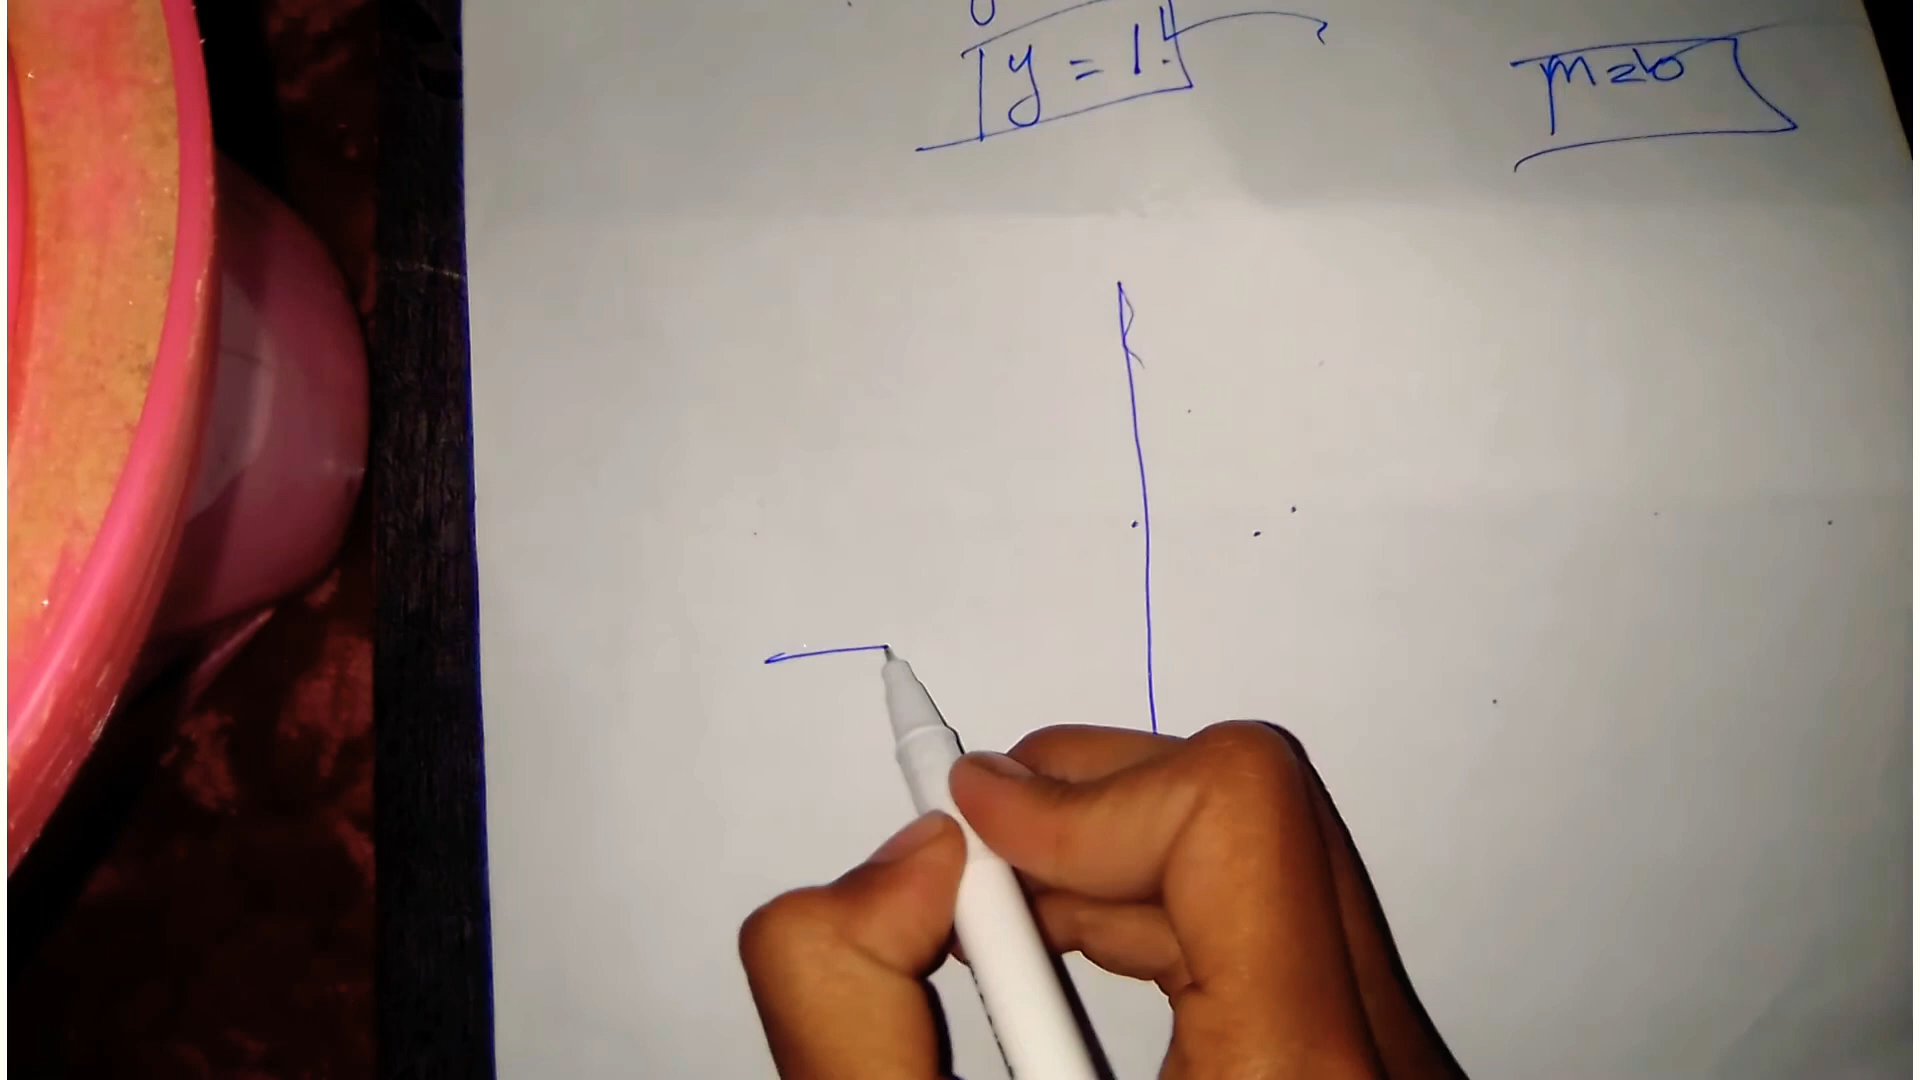 y = 1.
m=0